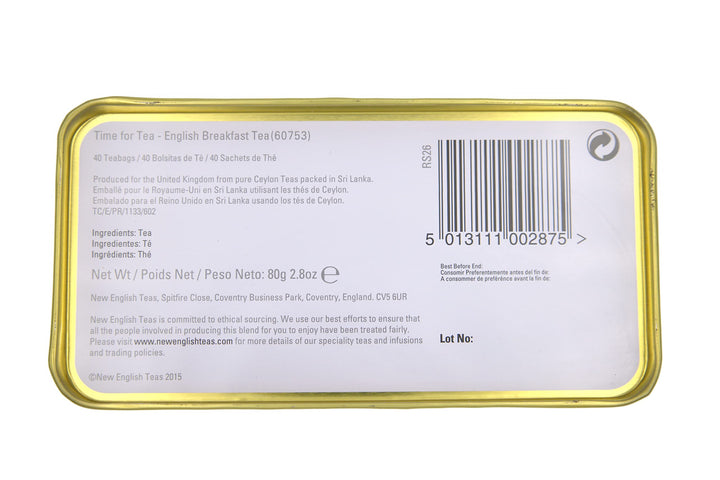 Time for Tea - English Breakfast Tea(60753)
40 Teabags / 40 Bolsitas de Té / 40 Sachets de Thé
Produced for the United Kingdom from pure Ceylon Teas packed in Sri Lanka.
Emballé pour le Royaume-Uni en Sri Lanka utilisant les thés de Ceylon.
Embalado para el Reino Unido en Sri Lanka usando los tés de Ceylon.
TC/E/PR/1133/602
Ingredients: Tea
Ingredientes: Té
Ingrédients: Thé
Net Wt / Poids Net / Peso Neto: 80g 2.8oz ℮
New English Teas, Spitfire Close, Coventry Business Park, Coventry, England. CV5 6UR
New English Teas is committed to ethical sourcing. We use our best efforts to ensure that
all the people involved in producing this blend for you to enjoy have been treated fairly.
Please visit www.newenglishteas.com for more details of our speciality teas and infusions
and trading policies.
©New English Teas 2015
RS26
5 013111 002875 >
Best Before End:
Consomir Preferentemente antes del fin de:
A consommer de preférence avant la fin de:
Lot No: